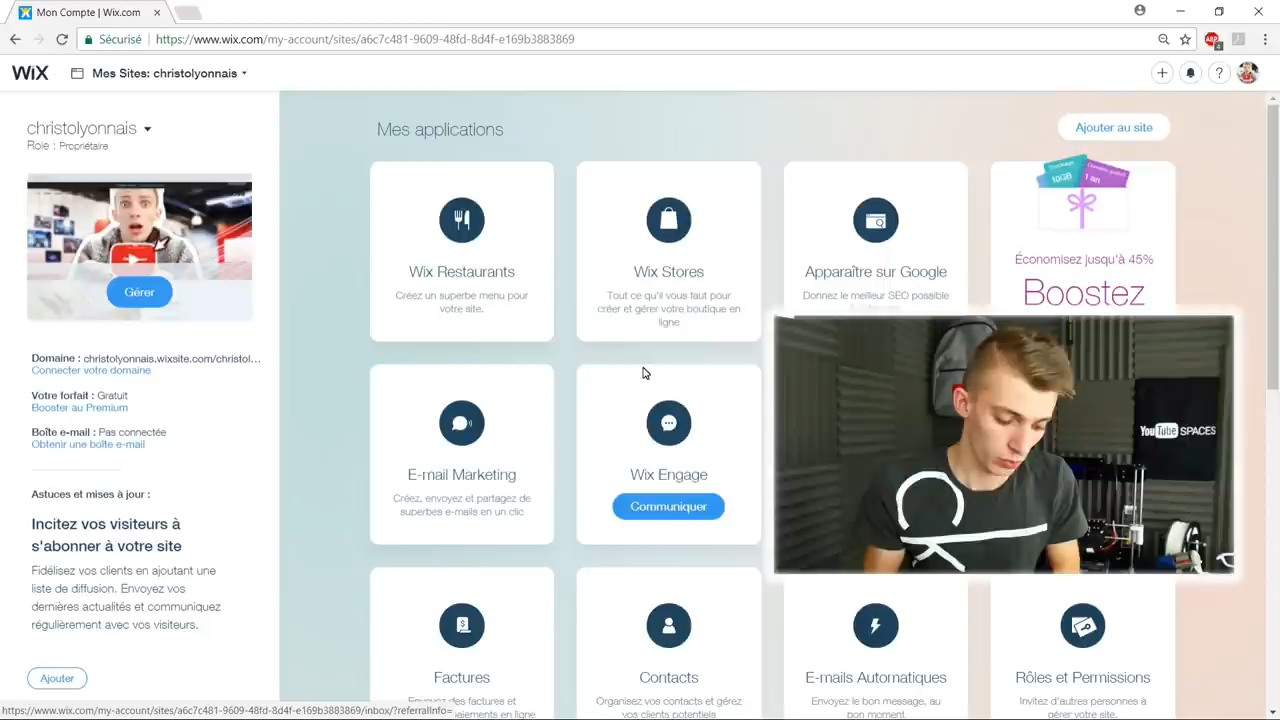 Mon Compte | Wix.com
Sécurisé
https://www.wix.com/my-account/sites/a6c7c481-9609-48fd-8d4f-e169b3883869
WiX
Mes Sites: christolyonnais
christolyonnais
Role : Propriétaire
Gérer
Domaine : christolyonnais.wixsite.com/christol...
Connecter votre domaine
Votre forfait : Gratuit
Booster au Premium
Boîte e-mail : Pas connectée
Obtenir une boîte e-mail
Astuces et mises à jour :
Incitez vos visiteurs à
s'abonner à votre site
Fidélisez vos clients en ajoutant une
liste de diffusion. Envoyez vos
dernières actualités et communiquez
régulièrement avec vos visiteurs.
Ajouter
Mes applications
Ajouter au site
Wix Restaurants
Créez un superbe menu pour
votre site.
Wix Stores
Tout ce qu'il vous faut pour
créer et gérer votre boutique en
ligne
Apparaître sur Google
Donnez le meilleur SEO possible
10GB
1 an
Économisez jusqu'à 45%
Boostez
E-mail Marketing
Créez, envoyez et partagez de
superbes e-mails en un clic
Wix Engage
Communiquer
YouTube SPACES
Factures
Envoyez des factures et
Contacts
Organisez vos contacts et gérez
vos clients potentiels
E-mails Automatiques
Envoyez le bon message, au
bon moment.
Rôles et Permissions
Invitez d'autres personnes à
gérer votre site.
https://www.wix.com/my-account/sites/a6c7c481-9609-48fd-8d4f-e169b3883869/inbox/?referralInfo=